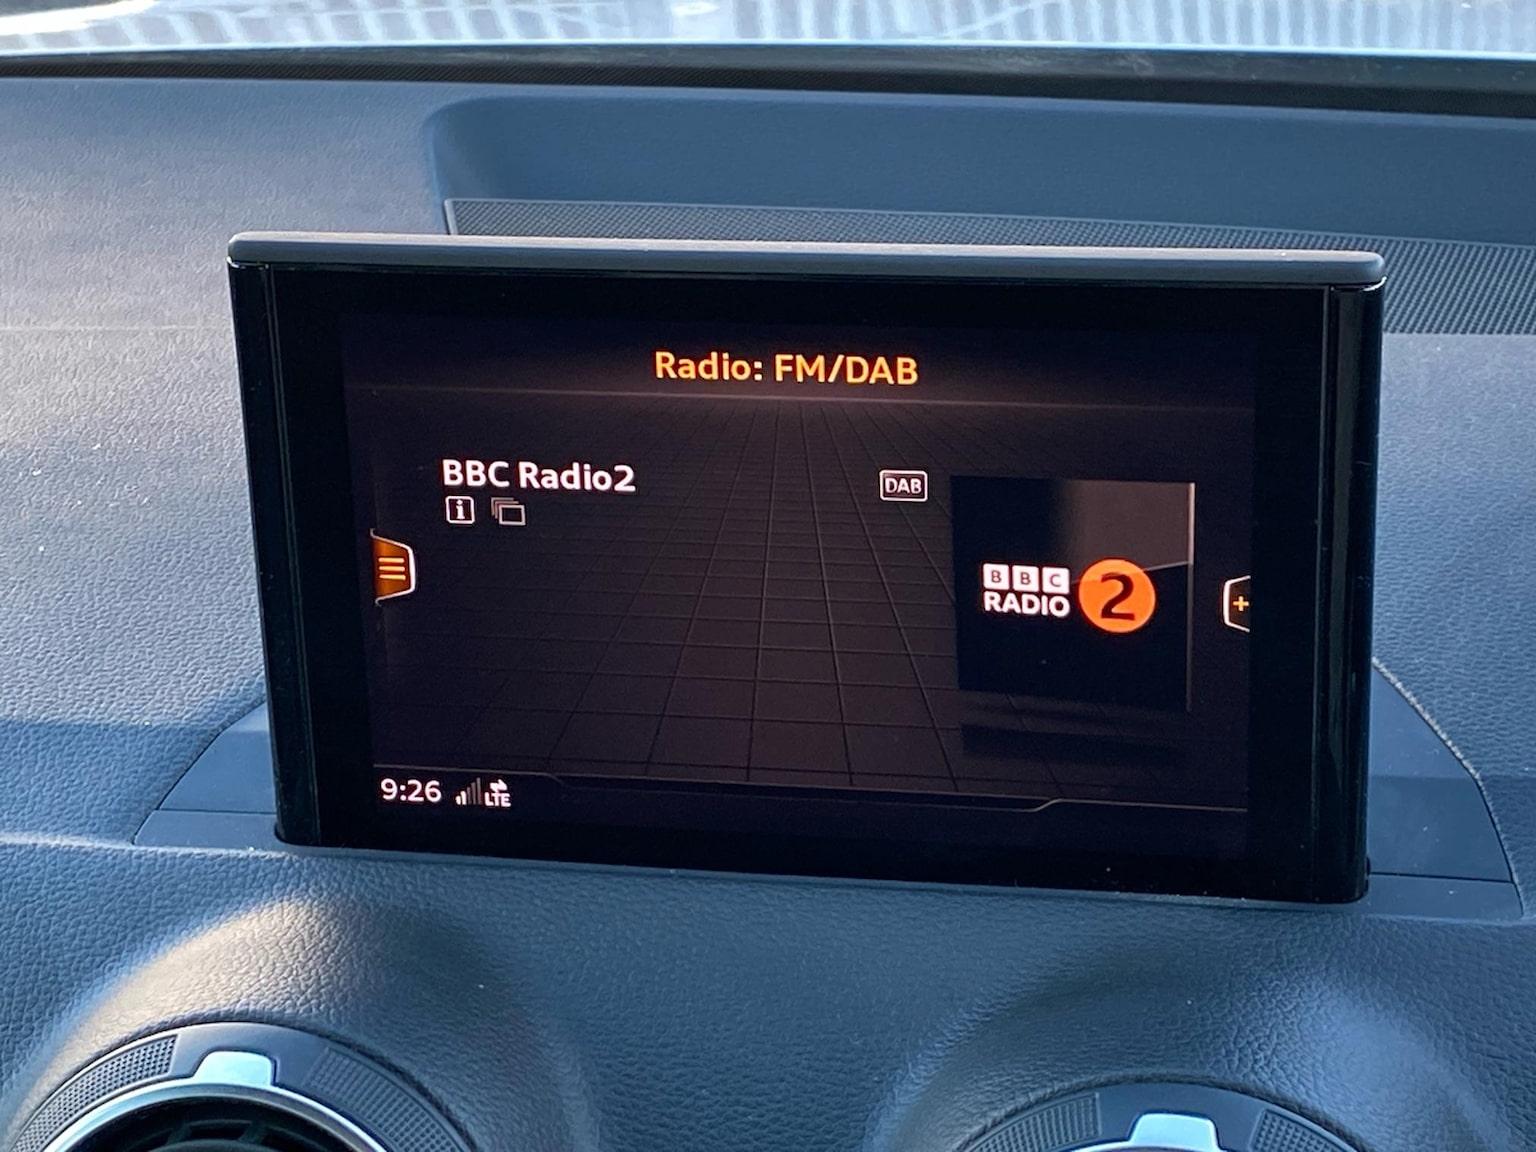 Radio: FM/DAB
BBC Radio2
DAB
i
BBC
RADIO 2
9:26 LTE